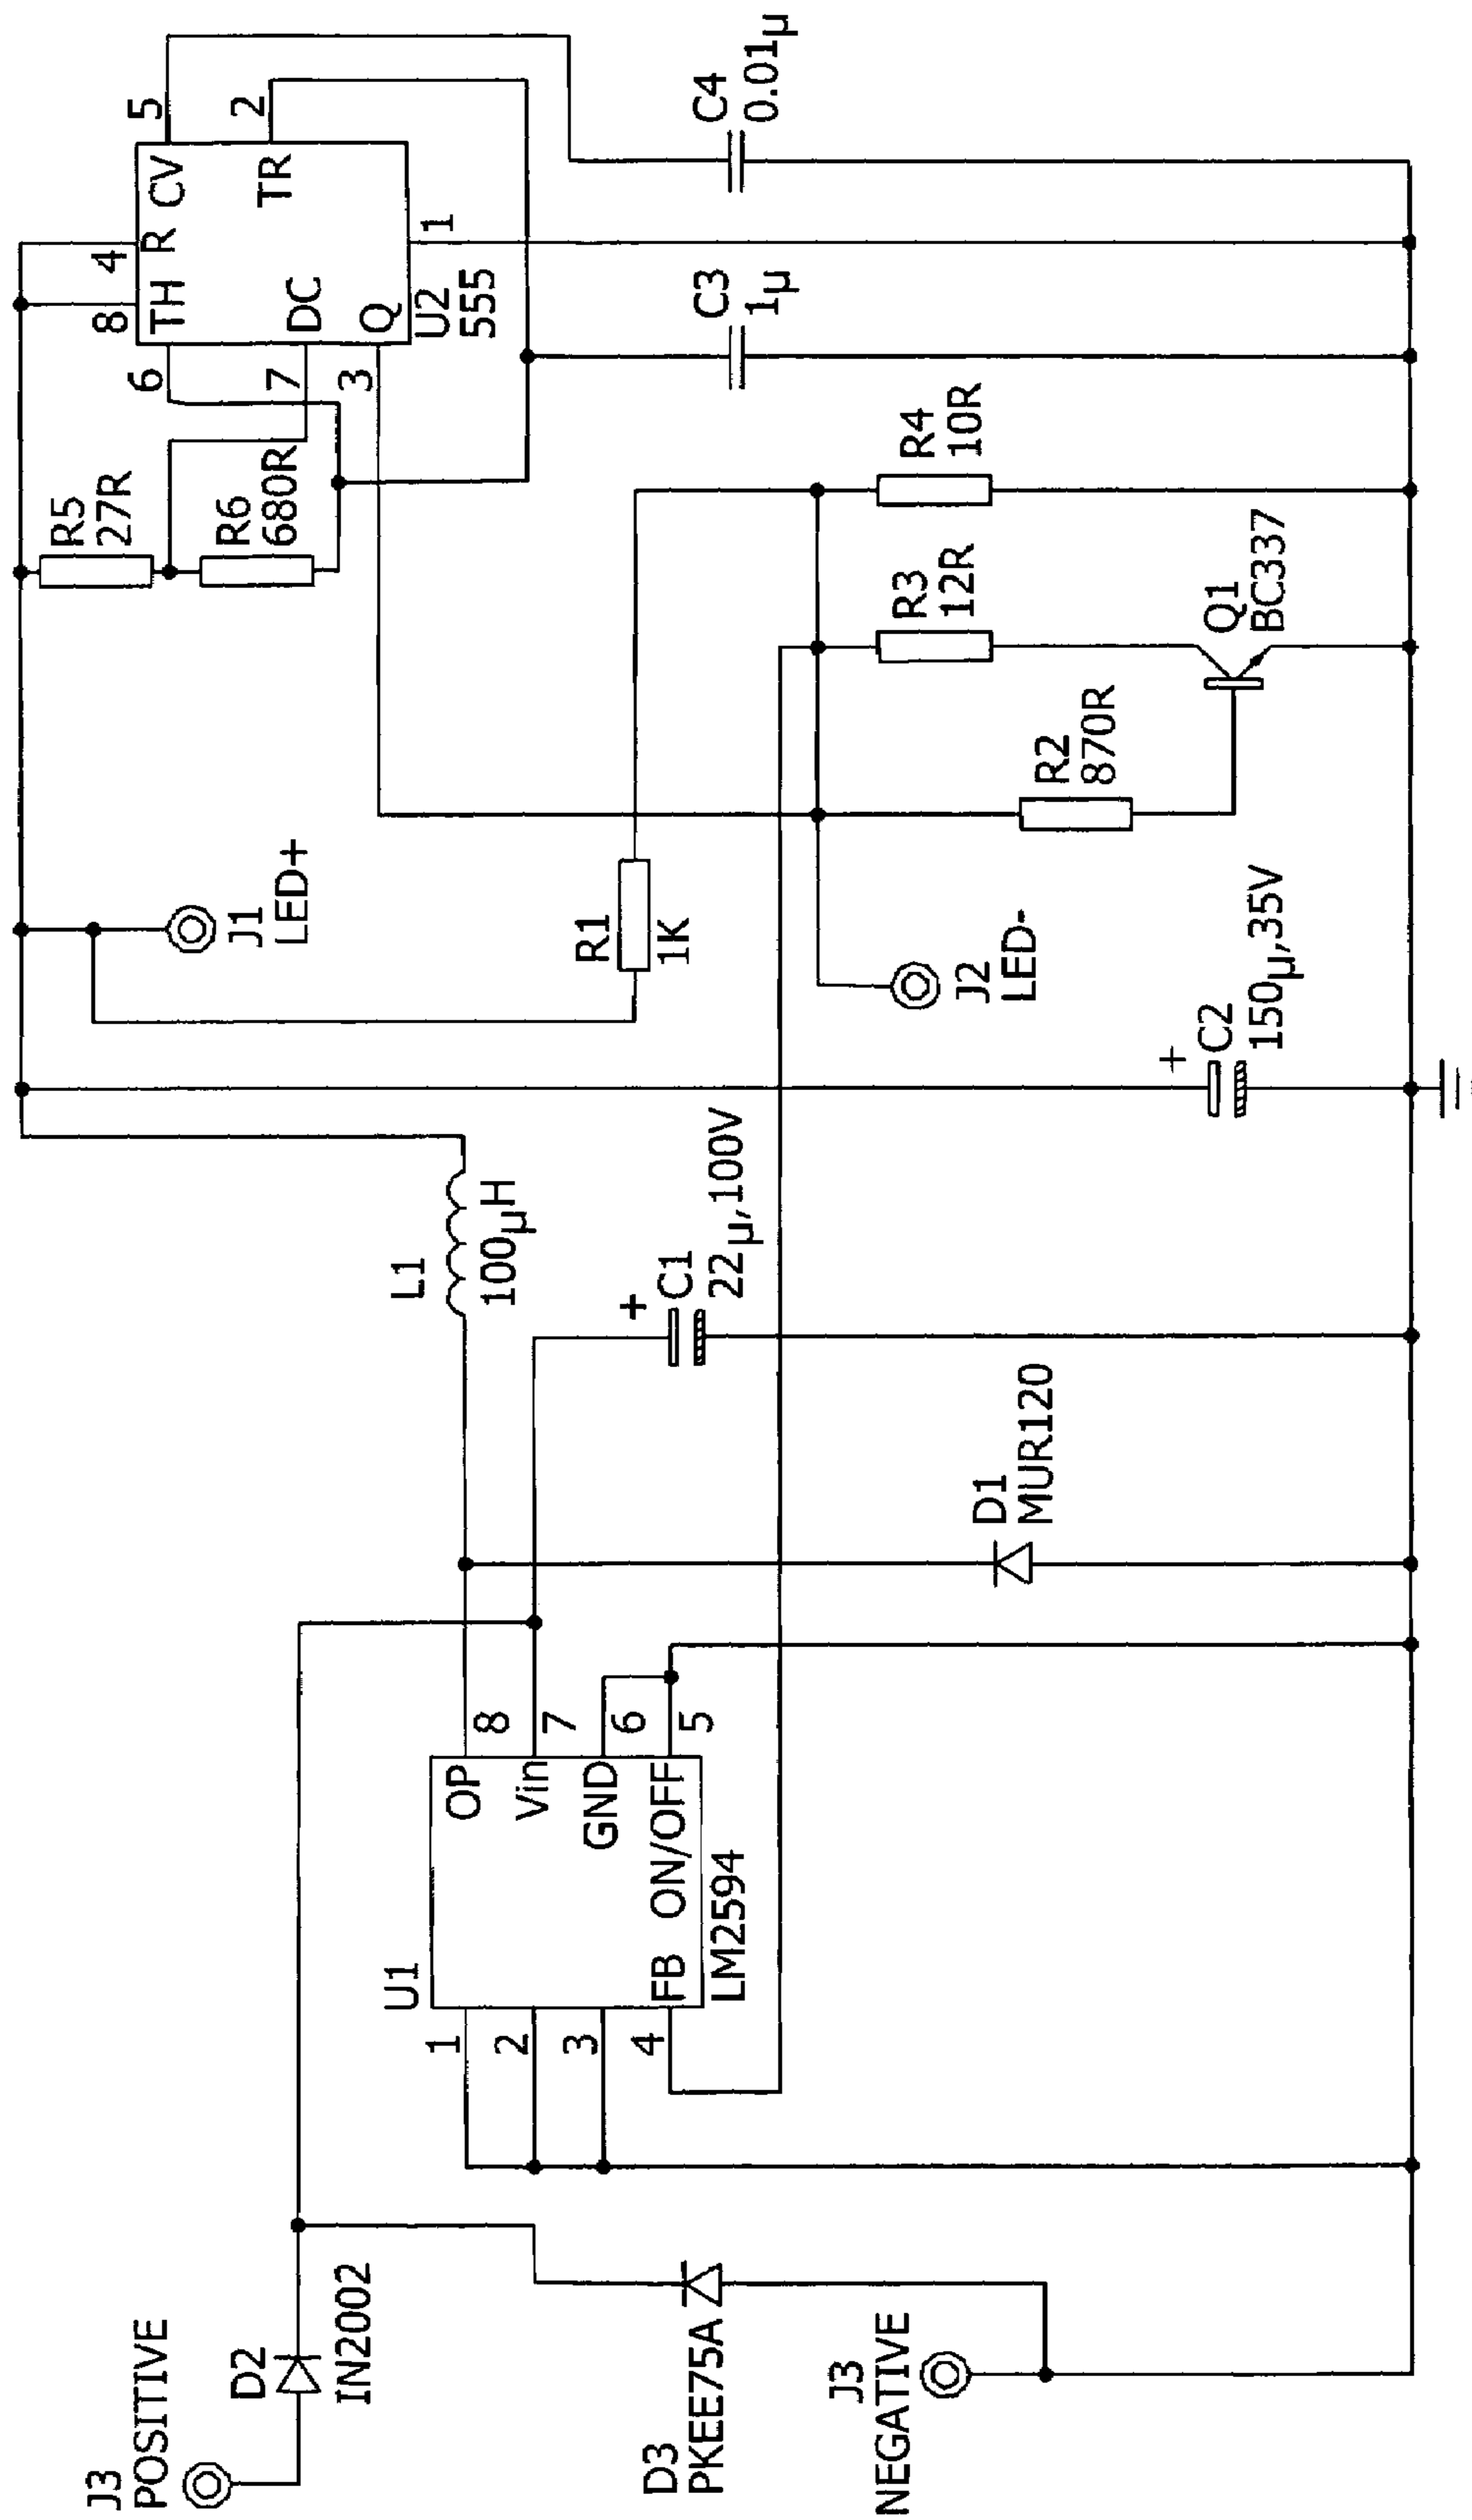 J3
POSITIVE
D2
IN2002
D3
PKEE75A
J3
NEGATIVE
U1
1
2
3
4
OP
Vin
GND
FB ON/OFF
LM2594
8
7
6
5
D1
MUR120
+
C1
22µ,100V
L1
100µH
+
C2
150µ,35V
J1
LED+
R1
1K
J2
LED-
R2
870R
Q1
BC337
R3
12R
R4
10R
R5
27R
R6
680R
6
7
3
8
4
TH R CV
DC
TR
Q
5
2
1
U2
555
C3
1µ
C4
0.01µ